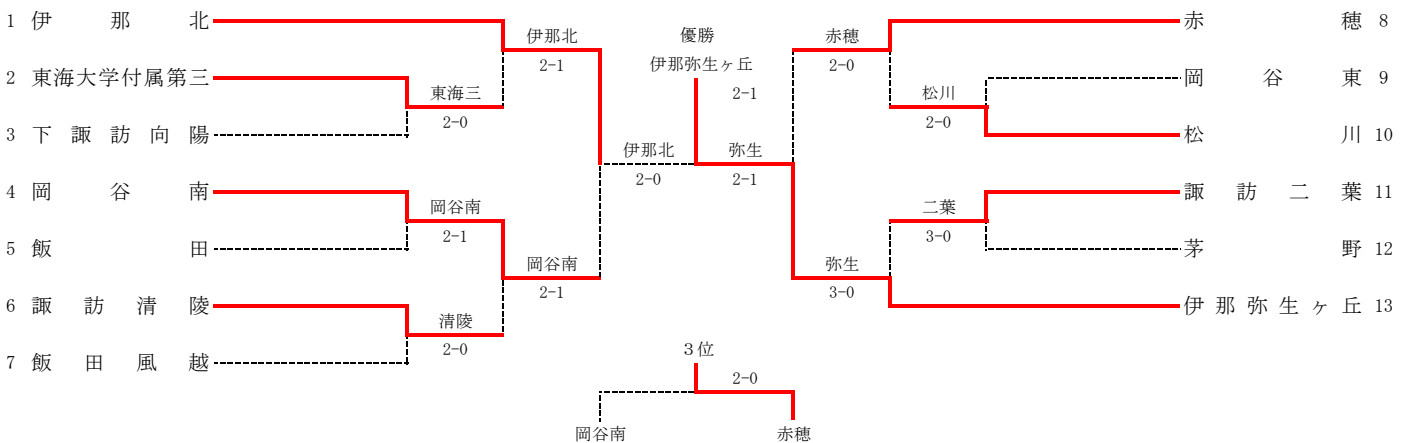 1 伊那北
2 東海大学付属第三
3 下諏訪向陽
4 岡谷南
5 飯田
6 諏訪清陵
7 飯田風越
東海三
2-0
岡谷南
2-1
清陵
2-0
伊那北
2-1
岡谷南
2-1
伊那北
2-0
優勝
伊那弥生ヶ丘
2-1
弥生
2-1
赤穂
2-0
弥生
3-0
松川
2-0
二葉
3-0
赤穂 8
岡谷東 9
松川 10
諏訪二葉 11
茅野 12
伊那弥生ヶ丘 13
３位
2-0
岡谷南
赤穂